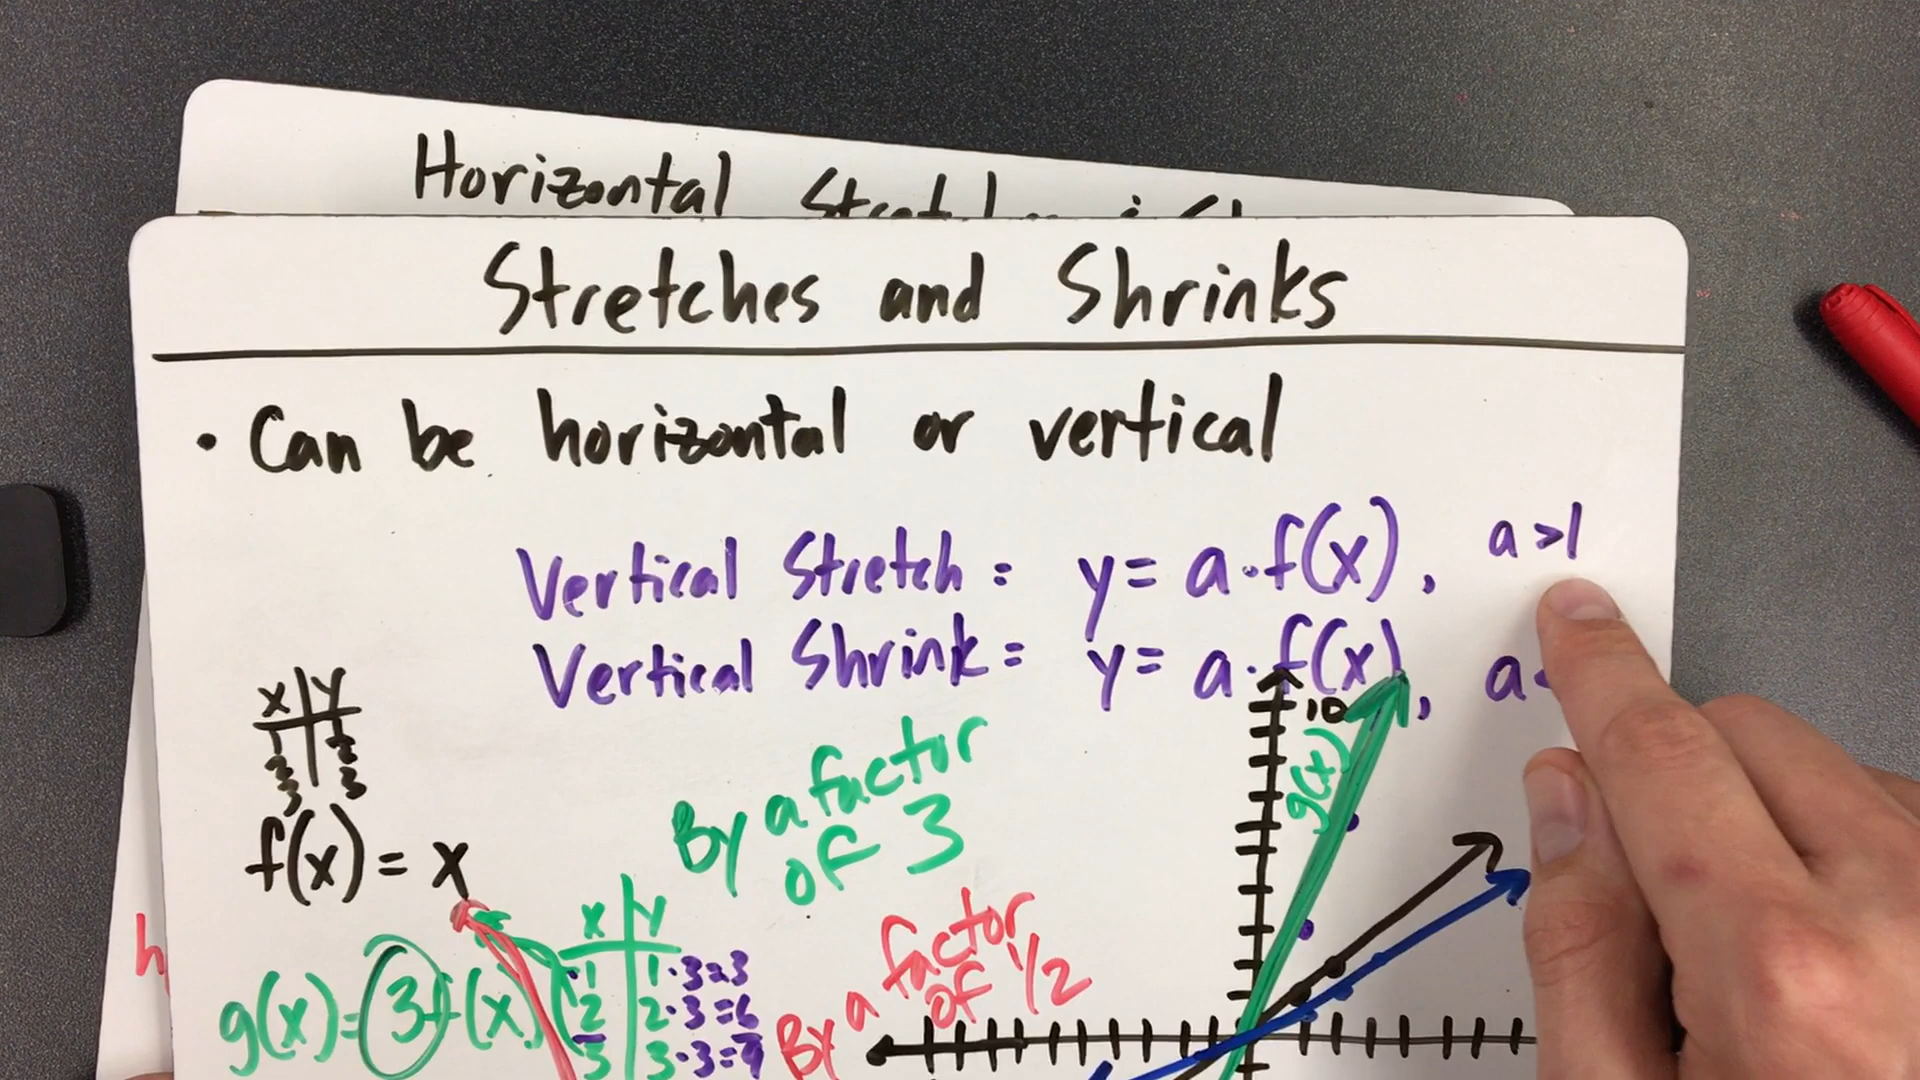 Horizontal
Stretches and Shrinks
• Can be horizontal or vertical
Vertical Stretch: y = a·f(x), a >1
Vertical Shrink: y = a·f(x), a
x y
1 1
2 2
3 3
f(x) = x
By a factor
of 3
10
g(x)
x y
1 1·3=3
2 2·3=6
3 3·3=9
g(x)=3f(x)
By a factor
of 1/2
h